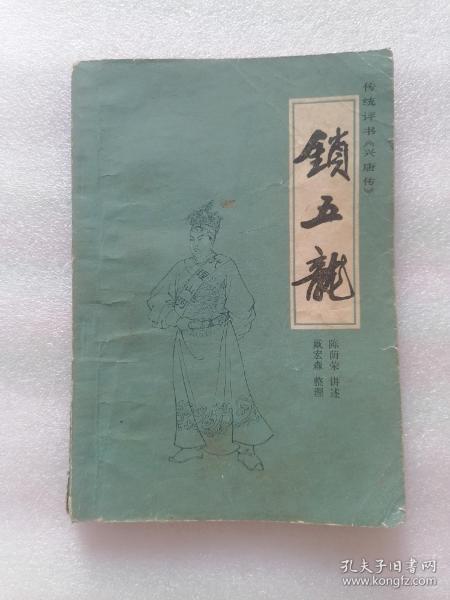 传统评书《兴唐传》
鎖五龍
陈荫荣 讲述
戴宏森 整理
孔夫子旧书网
www.kongfz.com